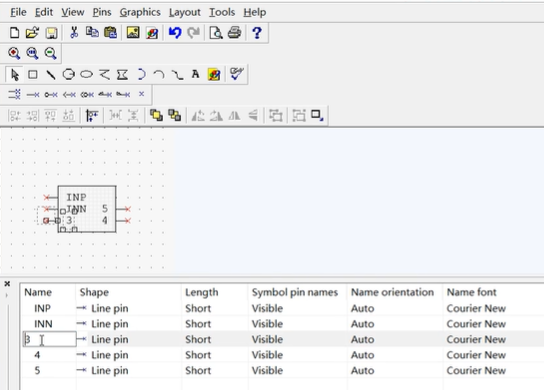 File Edit View Pins Graphics Layout Tools Help
A
INP
INN 5
3 4
Name Shape Length Symbol pin names Name orientation Name font
INP Line pin Short Visible Auto Courier New
INN Line pin Short Visible Auto Courier New
3 Line pin Short Visible Auto Courier New
4 Line pin Short Visible Auto Courier New
5 Line pin Short Visible Auto Courier New